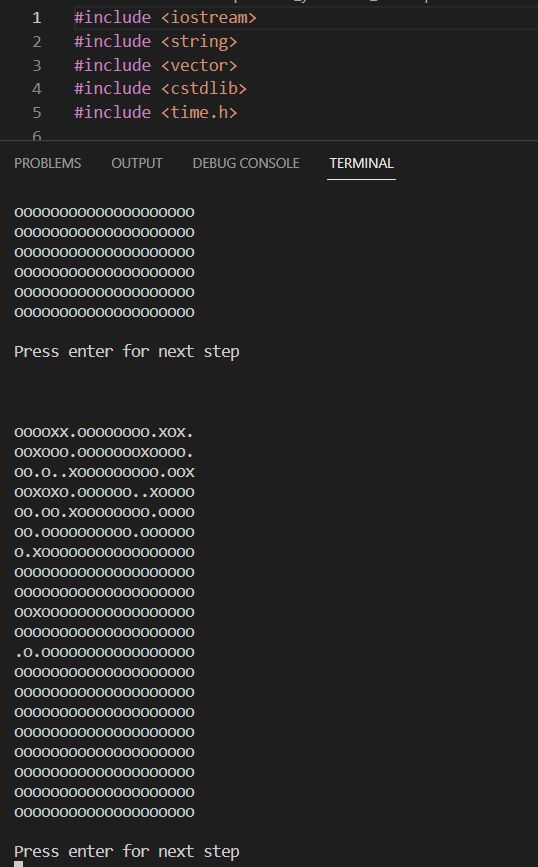 1 #include <iostream>
2 #include <string>
3 #include <vector>
4 #include <cstdlib>
5 #include <time.h>
6
PROBLEMS OUTPUT DEBUG CONSOLE TERMINAL
oooooooooooooooooooo
oooooooooooooooooooo
oooooooooooooooooooo
oooooooooooooooooooo
oooooooooooooooooooo
oooooooooooooooooooo
Press enter for next step
ooooxx.oooooooo.xox.
ooxooo.oooooooxoooo.
oo.o..xooooooooo.oox
ooxoxo.oooooo..xoooo
oo.oo.xoooooooo.oooo
oo.oooooooooo.oooooo
o.xooooooooooooooooo
oooooooooooooooooooo
oooooooooooooooooooo
ooxooooooooooooooooo
oooooooooooooooooooo
.o.ooooooooooooooooo
oooooooooooooooooooo
oooooooooooooooooooo
oooooooooooooooooooo
oooooooooooooooooooo
oooooooooooooooooooo
oooooooooooooooooooo
oooooooooooooooooooo
oooooooooooooooooooo
Press enter for next step